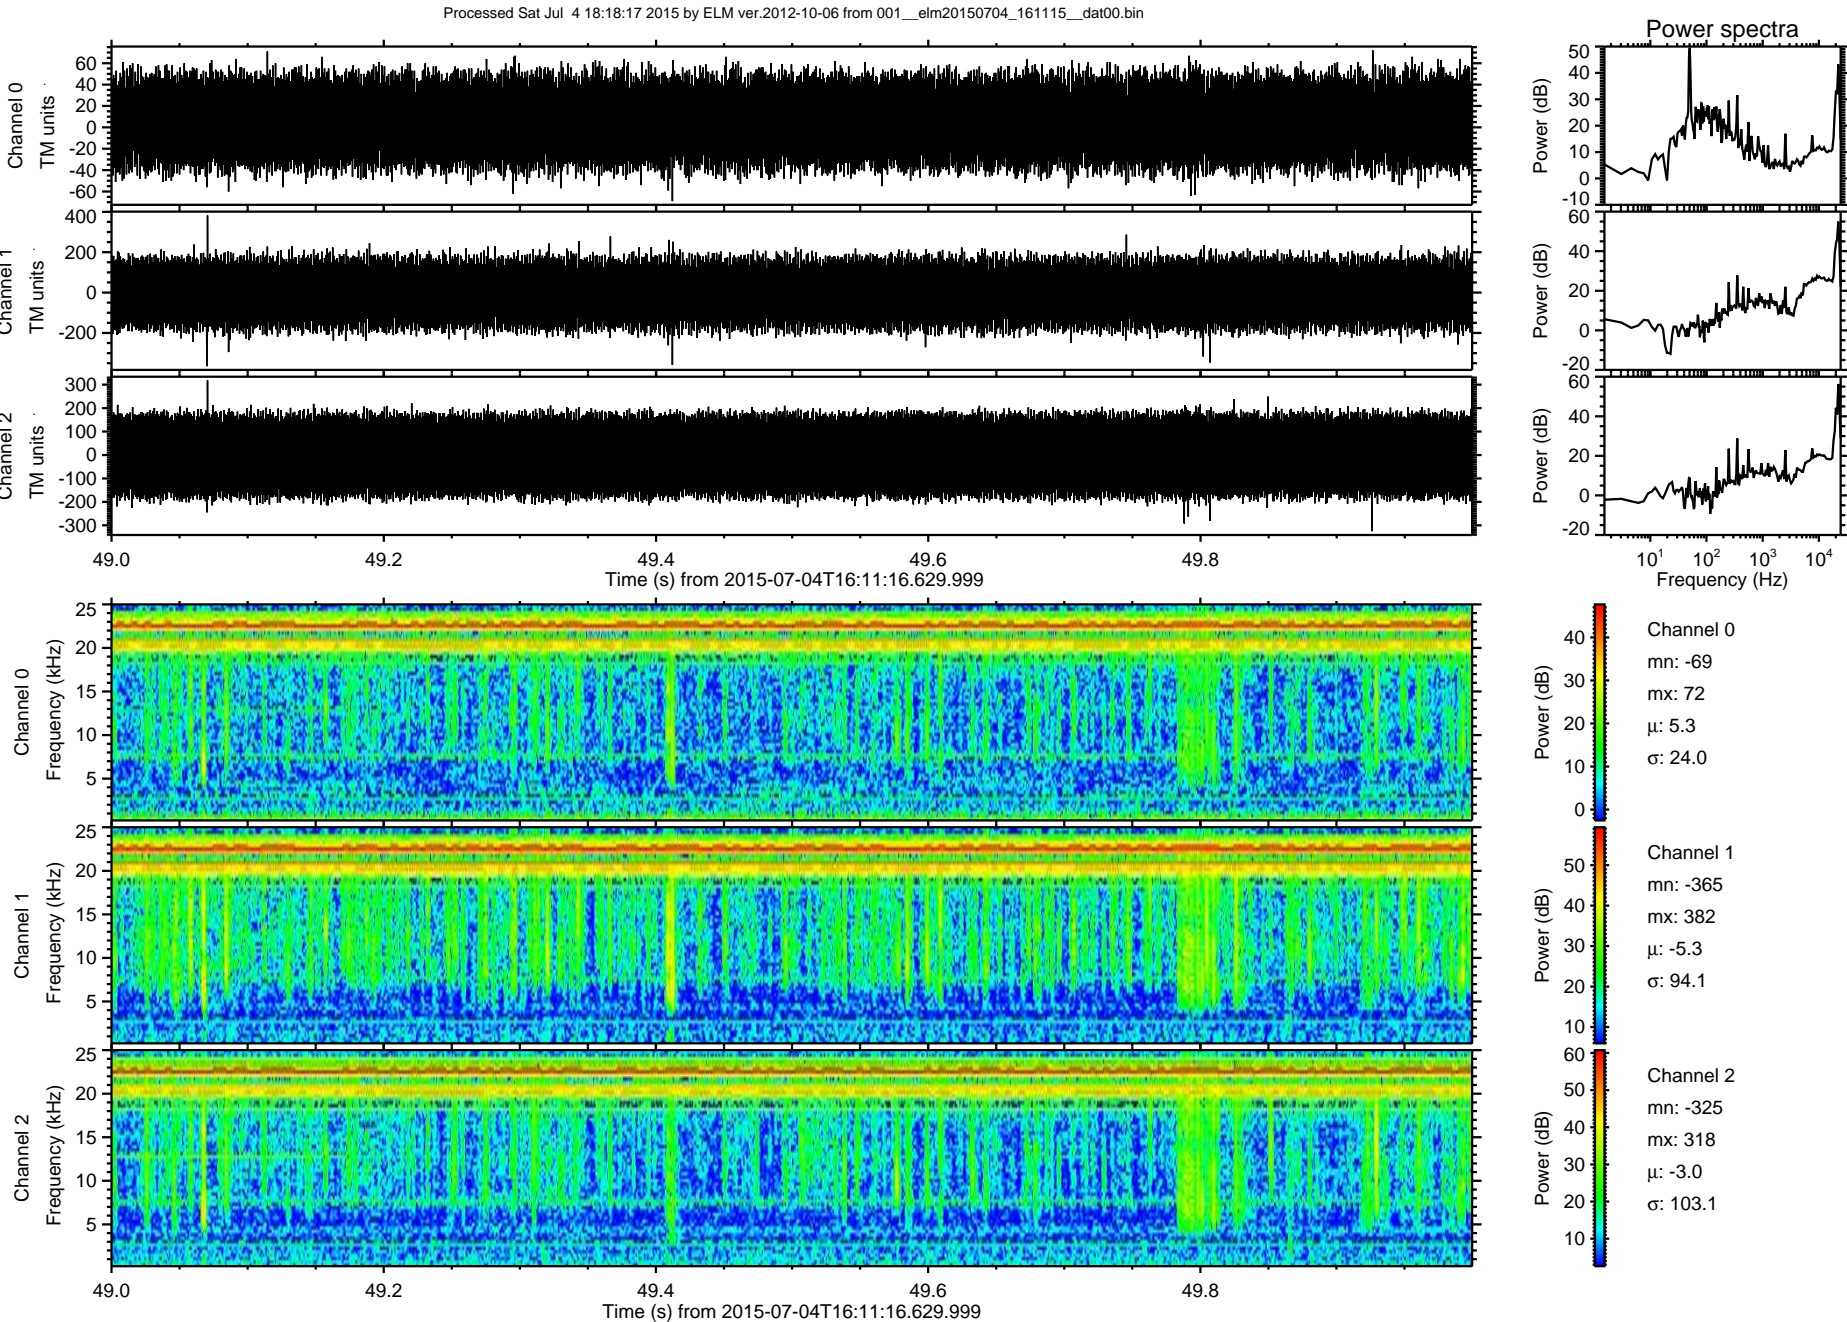 Processed Sat Jul 4 18:18:17 2015 by ELM ver.2012-10-06 from 001__elm20150704_161115__dat00.bin
Power spectra
Channel 0
TM units
60
40
20
0
-20
-40
-60
Power (dB)
50
40
30
20
10
0
-10
Channel 1
TM units
400
200
0
-200
Power (dB)
60
40
20
0
-20
Channel 2
TM units
300
200
100
0
-100
-200
-300
Power (dB)
60
40
20
0
-20
49.0 49.2 49.4 49.6 49.8
Time (s) from 2015-07-04T16:11:16.629.999
10^1 10^2 10^3 10^4
Frequency (Hz)
Channel 0
Frequency (kHz)
25
20
15
10
5
Power (dB)
40
30
20
10
0
Channel 0
mn: -69
mx: 72
μ: 5.3
σ: 24.0
Channel 1
Frequency (kHz)
25
20
15
10
5
Power (dB)
50
40
30
20
10
Channel 1
mn: -365
mx: 382
μ: -5.3
σ: 94.1
Channel 2
Frequency (kHz)
25
20
15
10
5
Power (dB)
60
50
40
30
20
10
Channel 2
mn: -325
mx: 318
μ: -3.0
σ: 103.1
49.0 49.2 49.4 49.6 49.8
Time (s) from 2015-07-04T16:11:16.629.999